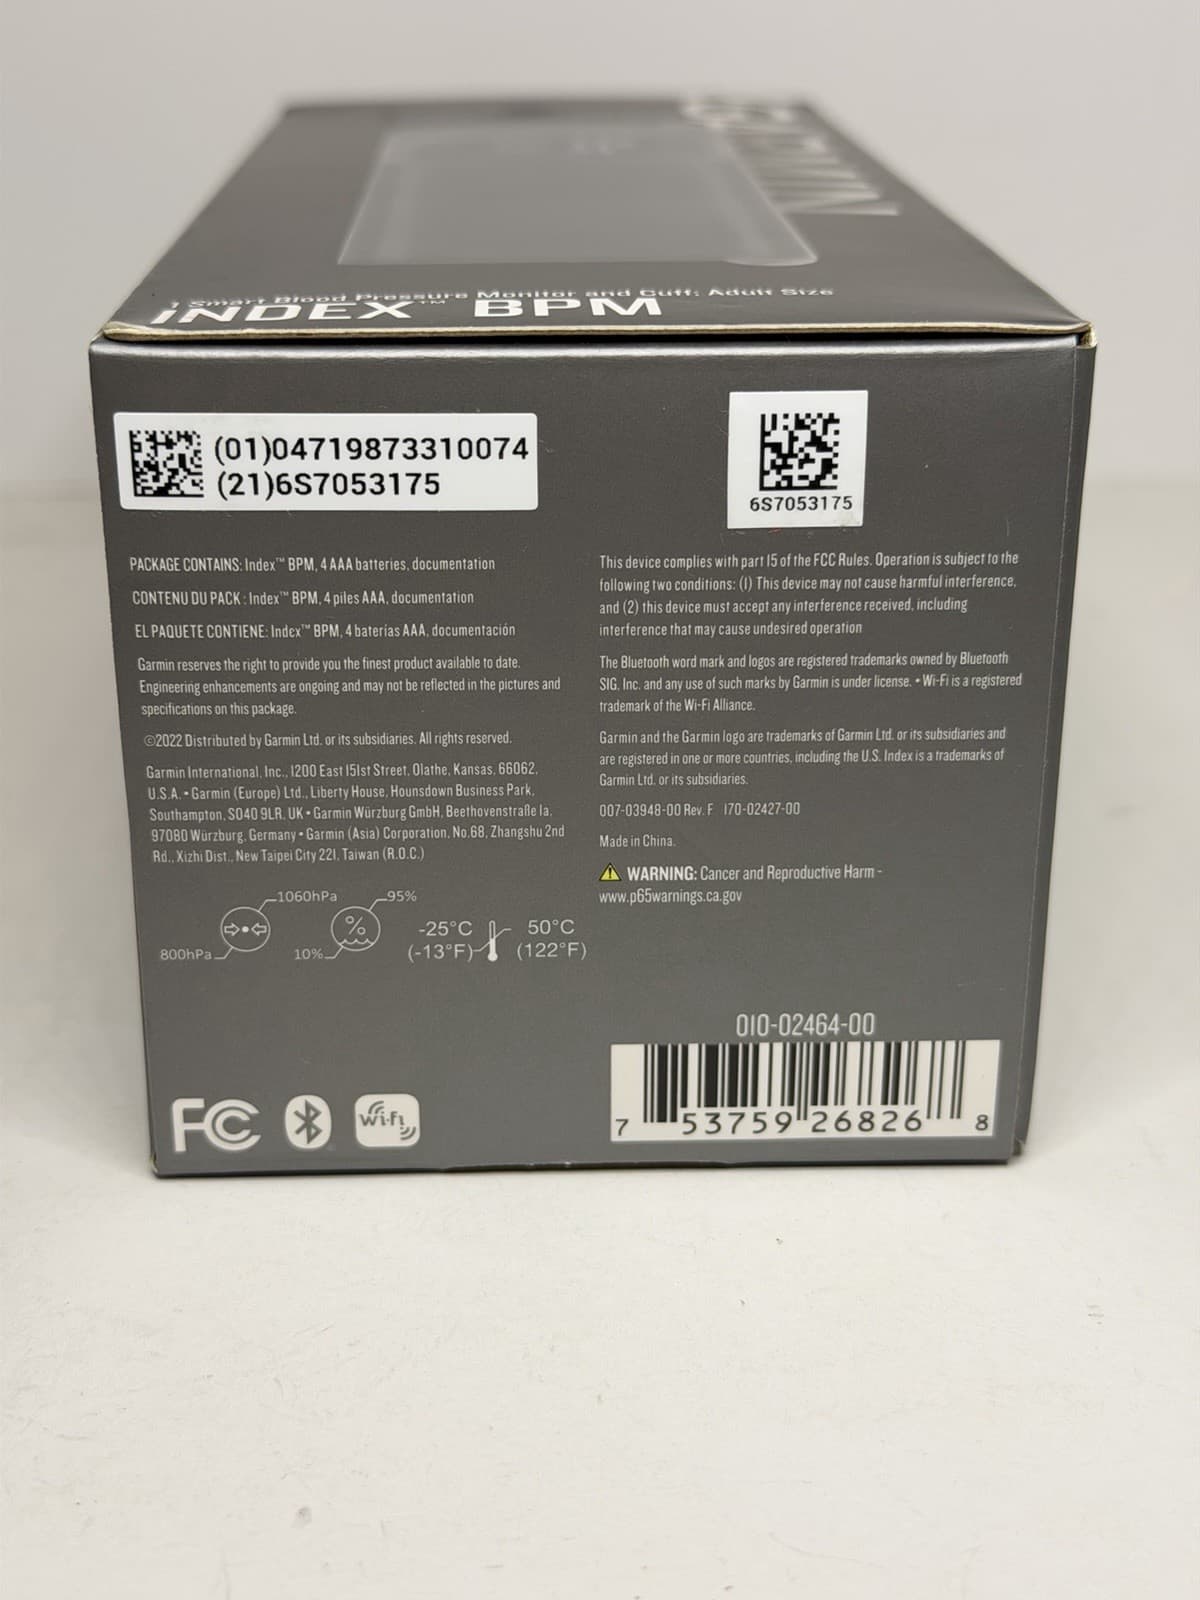 1 Smart Blood Pressure Monitor and Cuff: Adult Size
INDEX™ BPM
(01)04719873310074
(21)6S7053175
6S7053175
PACKAGE CONTAINS: Index™ BPM, 4 AAA batteries, documentation
CONTENU DU PACK : Index™ BPM, 4 piles AAA, documentation
EL PAQUETE CONTIENE: Index™ BPM, 4 baterías AAA, documentación
Garmin reserves the right to provide you the finest product available to date.
Engineering enhancements are ongoing and may not be reflected in the pictures and
specifications on this package.
©2022 Distributed by Garmin Ltd. or its subsidiaries. All rights reserved.
Garmin International, Inc., 1200 East 151st Street, Olathe, Kansas, 66062,
U.S.A. • Garmin (Europe) Ltd., Liberty House, Hounsdown Business Park,
Southampton, SO40 9LR, UK • Garmin Würzburg GmbH, Beethovenstraße 1a,
97080 Würzburg, Germany • Garmin (Asia) Corporation, No.68, Zhangshu 2nd
Rd., Xizhi Dist., New Taipei City 221, Taiwan (R.O.C.)
1060hPa
800hPa
95%
%
10%
-25°C
(-13°F)
50°C
(122°F)
FC
Wi-Fi
This device complies with part 15 of the FCC Rules. Operation is subject to the
following two conditions: (1) This device may not cause harmful interference,
and (2) this device must accept any interference received, including
interference that may cause undesired operation
The Bluetooth word mark and logos are registered trademarks owned by Bluetooth
SIG, Inc. and any use of such marks by Garmin is under license. • Wi-Fi is a registered
trademark of the Wi-Fi Alliance.
Garmin and the Garmin logo are trademarks of Garmin Ltd. or its subsidiaries and
are registered in one or more countries, including the U.S. Index is a trademarks of
Garmin Ltd. or its subsidiaries.
007-03948-00 Rev. F 170-02427-00
Made in China.
WARNING: Cancer and Reproductive Harm -
www.p65warnings.ca.gov
010-02464-00
7 53759 26826 8